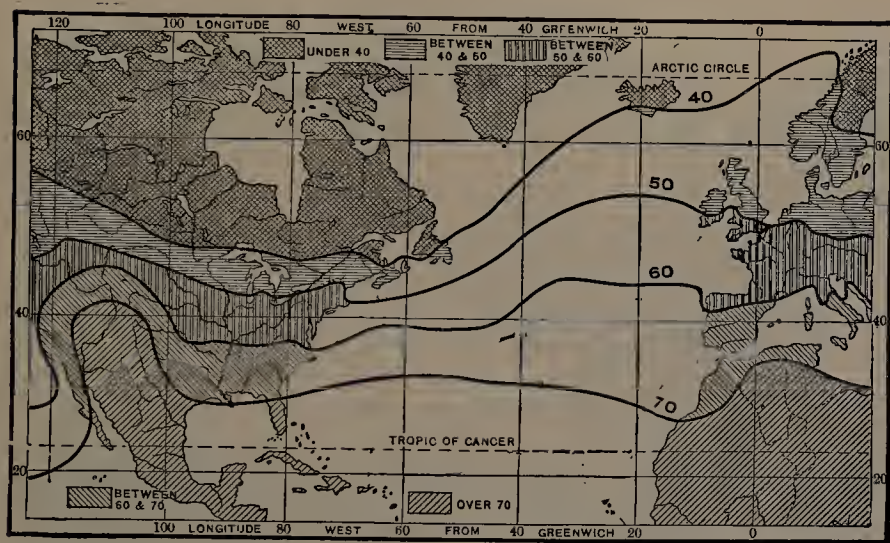 120 100 LONGITUDE 80 WEST 60 FROM 40 GREENWICH 20 0
UNDER 40
BETWEEN
40 & 60
BETWEEN
50 & 60
ARCTIC CIRCLE
40
60
60
50
60
40
40
70
TROPIC OF CANCER
20
20
BETWEEN
60 & 70
OVER 70
100 LONGITUDE 80 WEST 60 FROM 40 GREENWICH 20 0